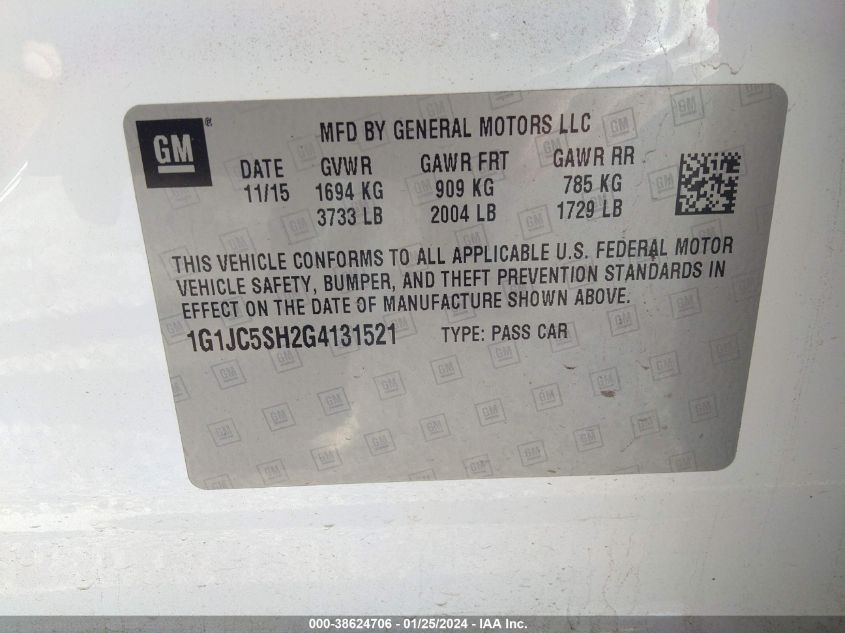 GM ®
MFD BY GENERAL MOTORS LLC
DATE GVWR GAWR FRT GAWR RR
11/15 1694 KG 909 KG 785 KG
3733 LB 2004 LB 1729 LB
THIS VEHICLE CONFORMS TO ALL APPLICABLE U.S. FEDERAL MOTOR
VEHICLE SAFETY, BUMPER, AND THEFT PREVENTION STANDARDS IN
EFFECT ON THE DATE OF MANUFACTURE SHOWN ABOVE.
1G1JC5SH2G4131521 TYPE: PASS CAR
000-38624706 - 01/25/2024 - IAA Inc.